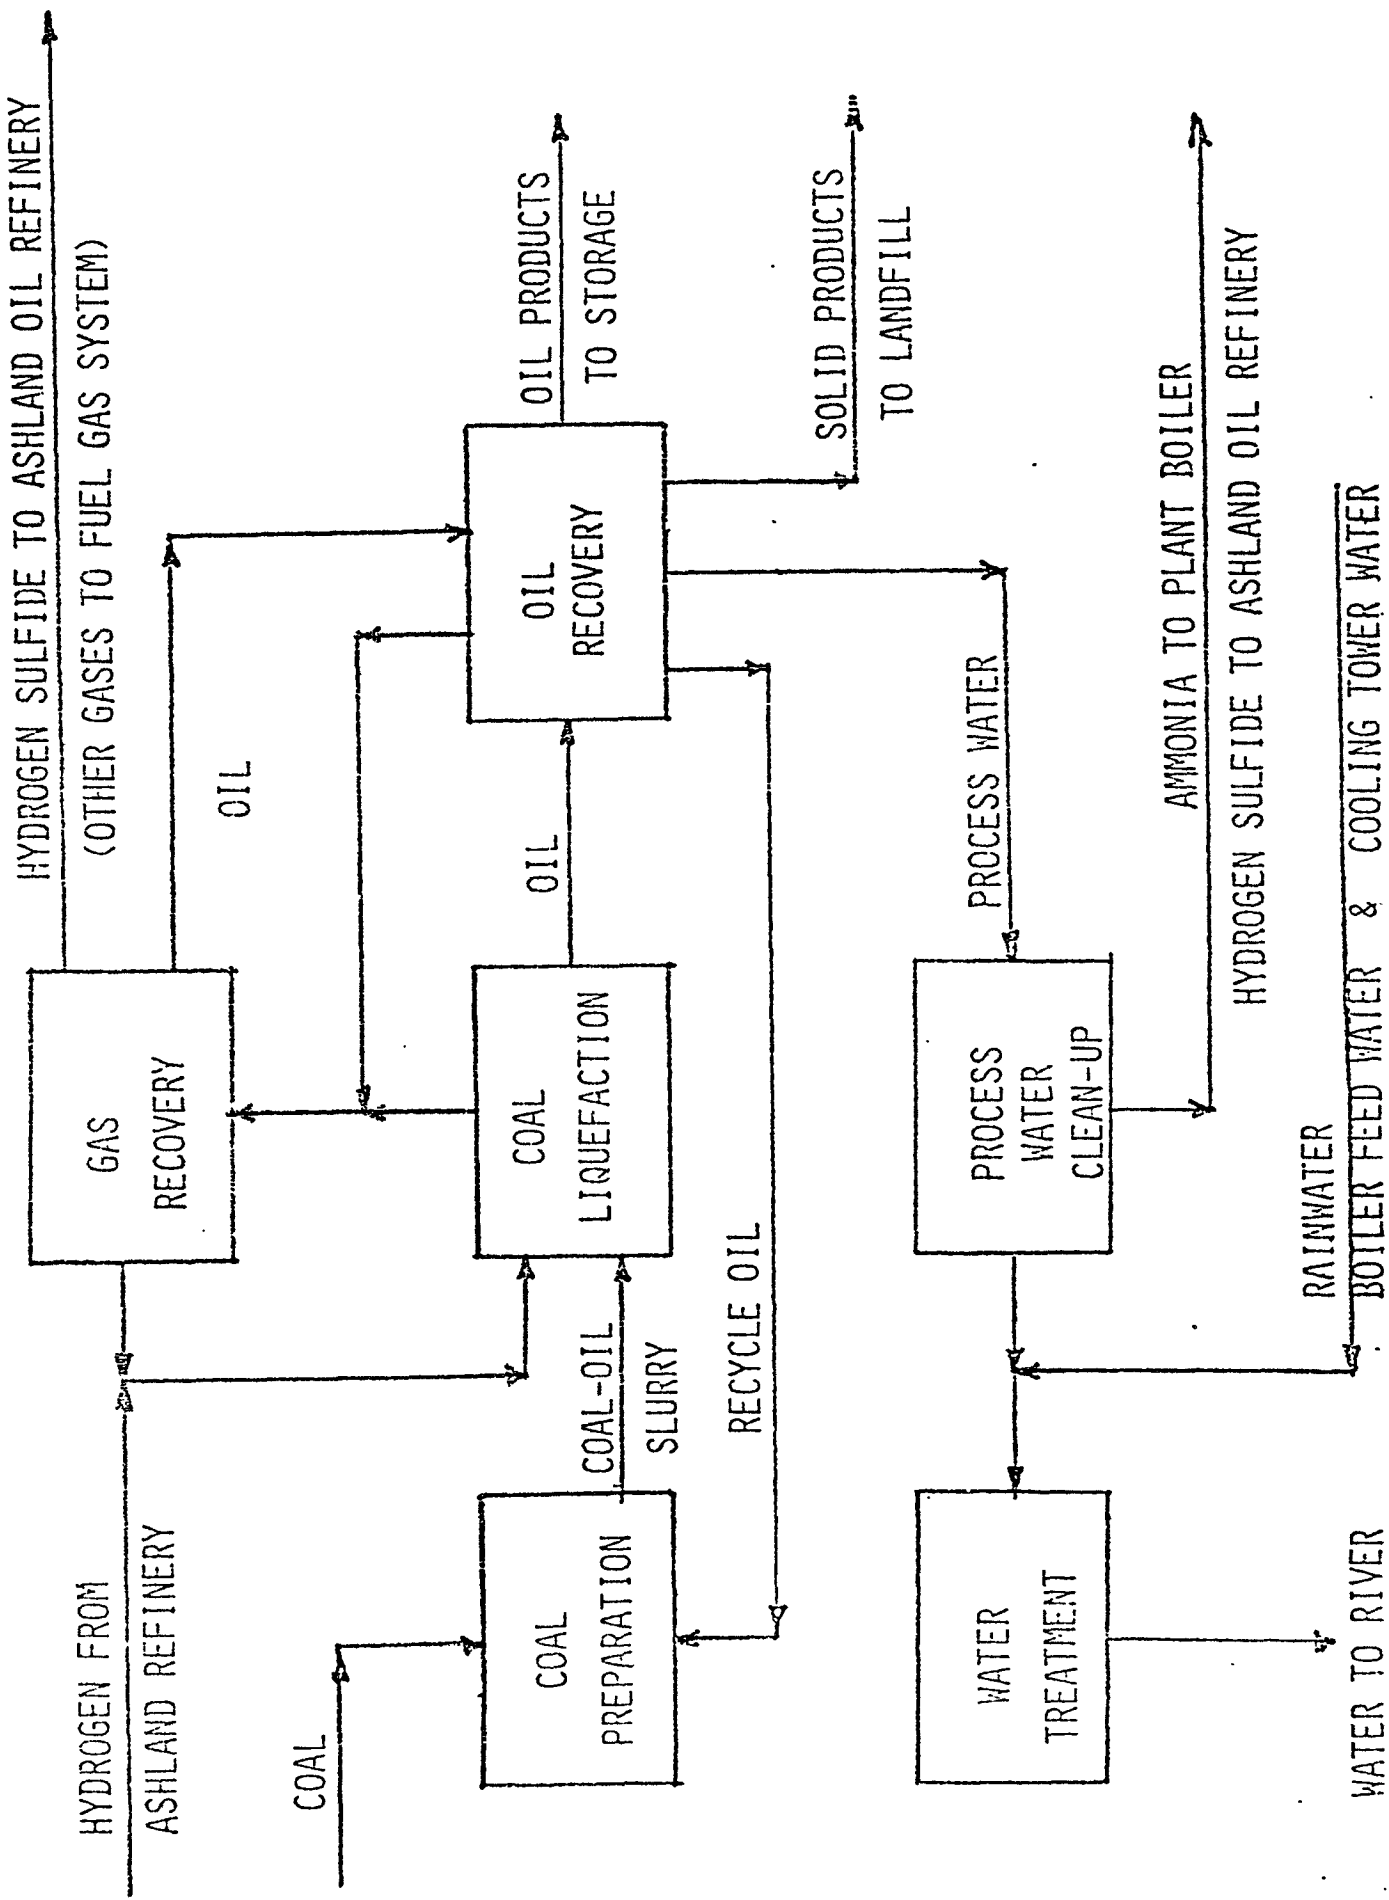 HYDROGEN SULFIDE TO ASHLAND OIL REFINERY
(OTHER GASES TO FUEL GAS SYSTEM)
HYDROGEN FROM
ASHLAND REFINERY
GAS
RECOVERY
OIL
COAL
COAL
PREPARATION
COAL-OIL
SLURRY
COAL
LIQUEFACTION
OIL
OIL
RECOVERY
OIL PRODUCTS
TO STORAGE
RECYCLE OIL
SOLID PRODUCTS
TO LANDFILL
PROCESS WATER
WATER
TREATMENT
PROCESS
WATER
CLEAN-UP
AMMONIA TO PLANT BOILER
HYDROGEN SULFIDE TO ASHLAND OIL REFINERY
RAINWATER
BOILER FEED WATER & COOLING TOWER WATER
WATER TO RIVER